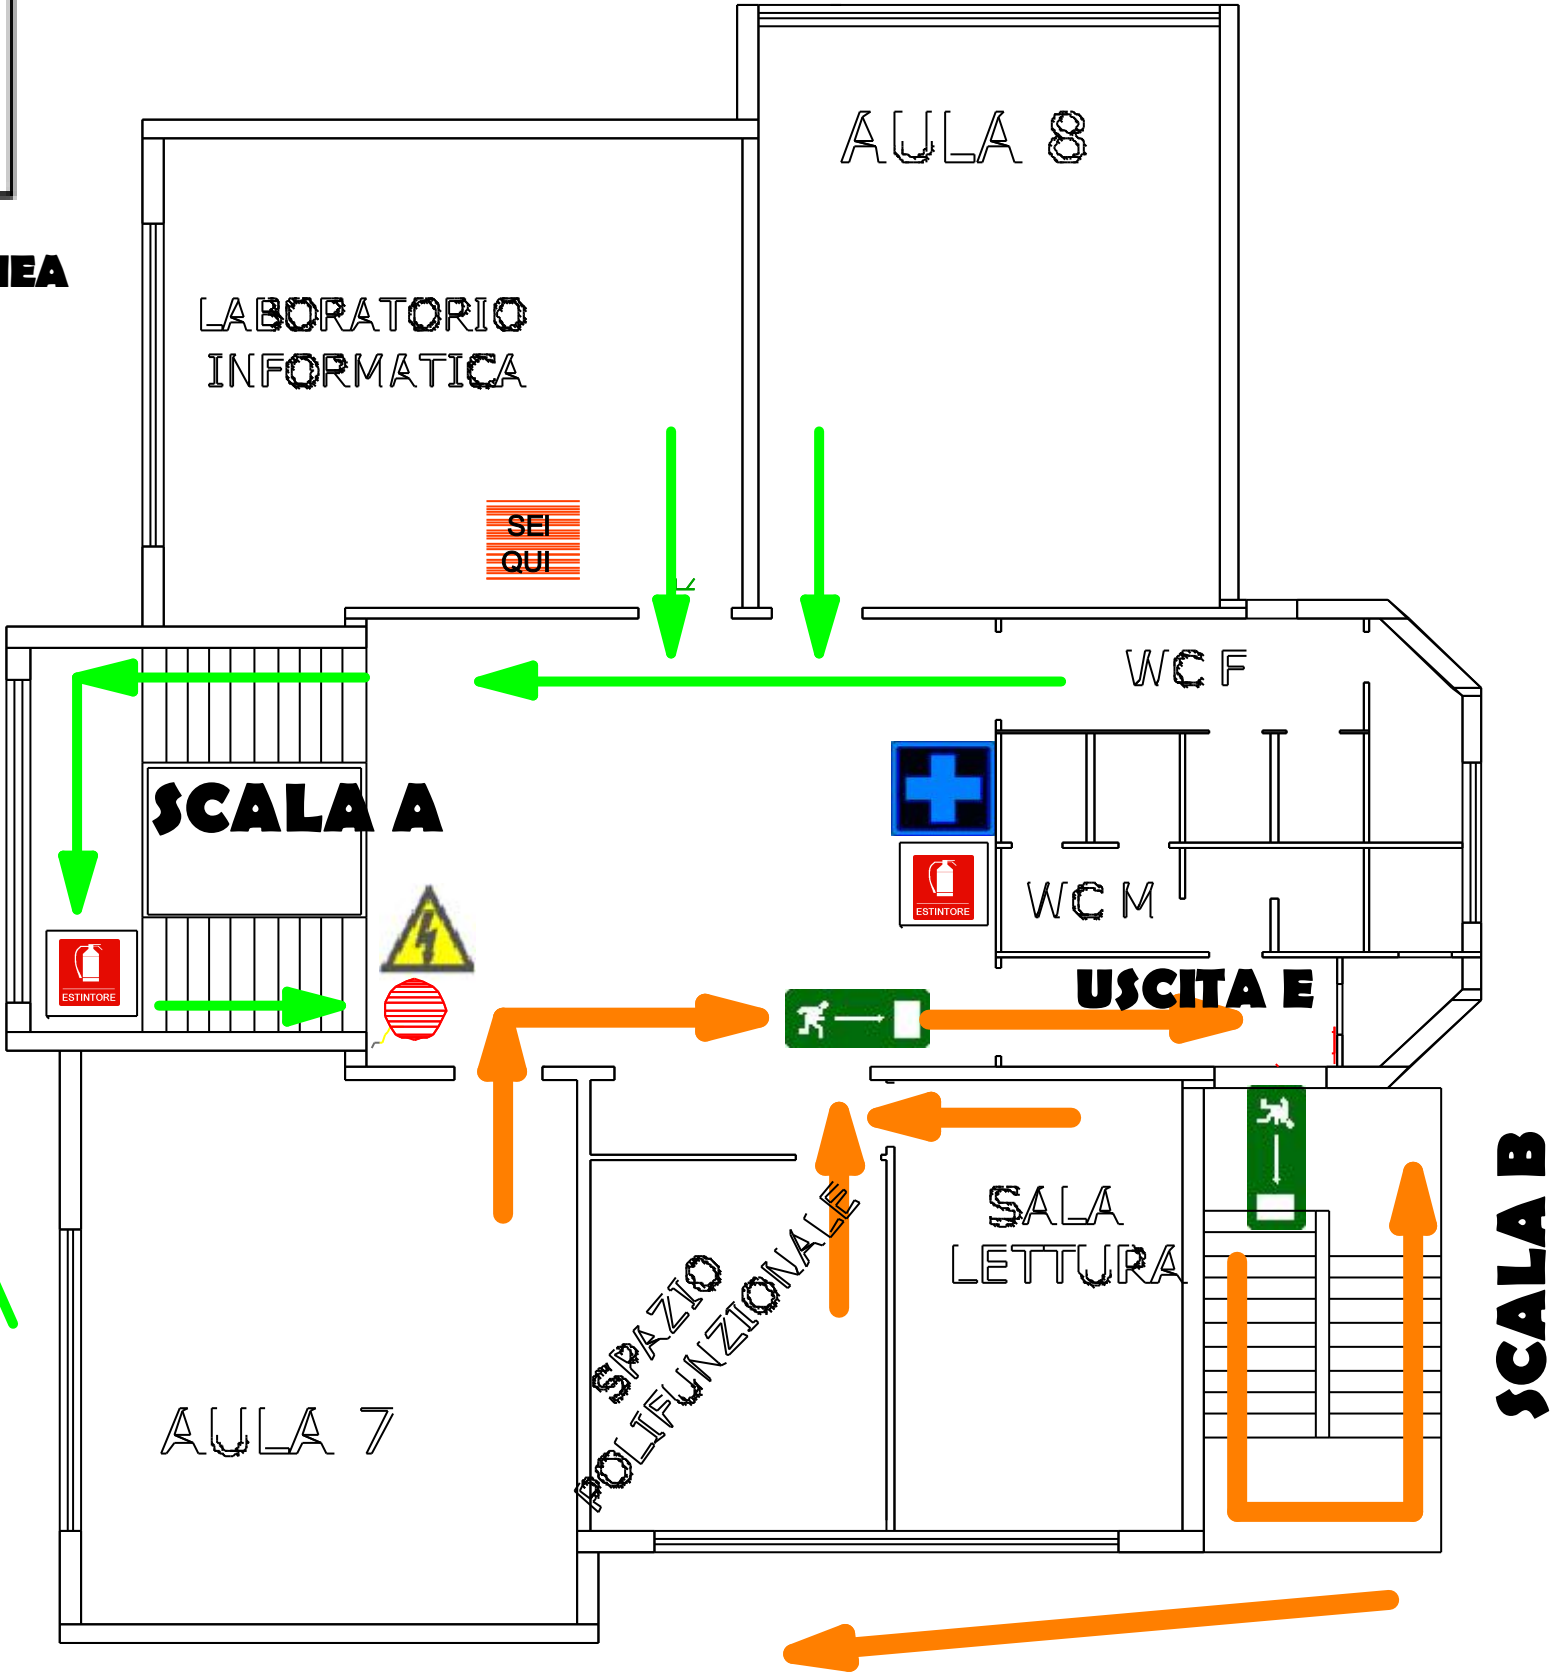 AULA 8
LABORATORIO
INFORMATICA
SEI
QUI
WC F
SCALA A
ESTINTORE
WC M
ESTINTORE
USCITA E
SALA
LETTURA
SPAZIO
POLIFUNZIONALE
SCALA B
AULA 7